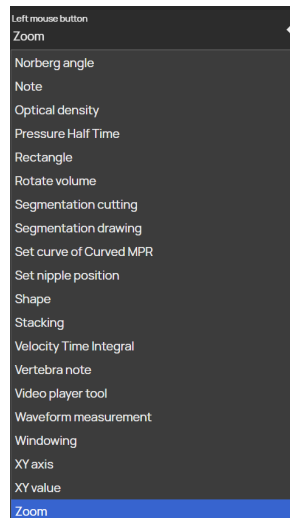 Left mouse button
Zoom
Norberg angle
Note
Optical density
Pressure Half Time
Rectangle
Rotate volume
Segmentation cutting
Segmentation drawing
Set curve of Curved MPR
Set nipple position
Shape
Stacking
Velocity Time Integral
Vertebra note
Video player tool
Waveform measurement
Windowing
XY axis
XY value
Zoom